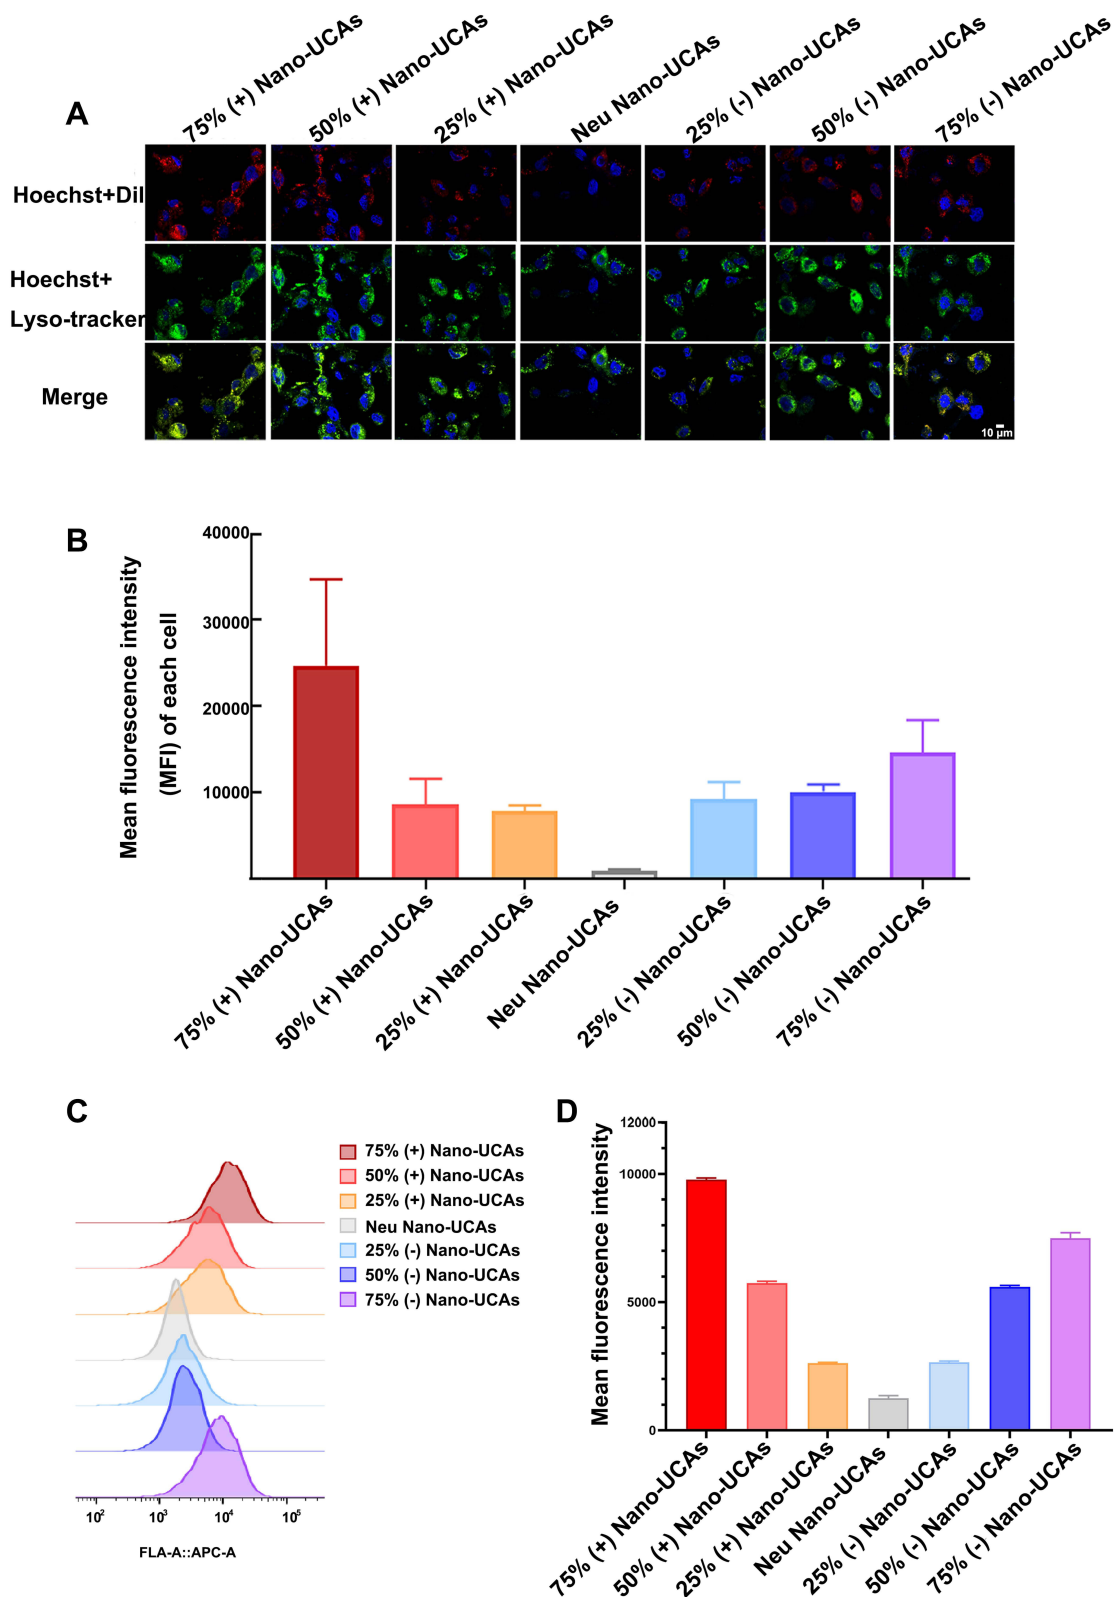 A
75% (+) Nano-UCAs
50% (+) Nano-UCAs
25% (+) Nano-UCAs
Neu Nano-UCAs
25% (-) Nano-UCAs
50% (-) Nano-UCAs
75% (-) Nano-UCAs
Hoechst+Dil
Hoechst+
Lyso-tracker
Merge
10 μm
B
Mean fluorescence intensity
(MFI) of each cell
40000
30000
20000
10000
75% (+) Nano-UCAs
50% (+) Nano-UCAs
25% (+) Nano-UCAs
Neu Nano-UCAs
25% (-) Nano-UCAs
50% (-) Nano-UCAs
75% (-) Nano-UCAs
C
75% (+) Nano-UCAs
50% (+) Nano-UCAs
25% (+) Nano-UCAs
Neu Nano-UCAs
25% (-) Nano-UCAs
50% (-) Nano-UCAs
75% (-) Nano-UCAs
10² 10³ 10⁴ 10⁵
FLA-A::APC-A
D
Mean fluorescence intensity
12000
10000
5000
0
75% (+) Nano-UCAs
50% (+) Nano-UCAs
25% (+) Nano-UCAs
Neu Nano-UCAs
25% (-) Nano-UCAs
50% (-) Nano-UCAs
75% (-) Nano-UCAs